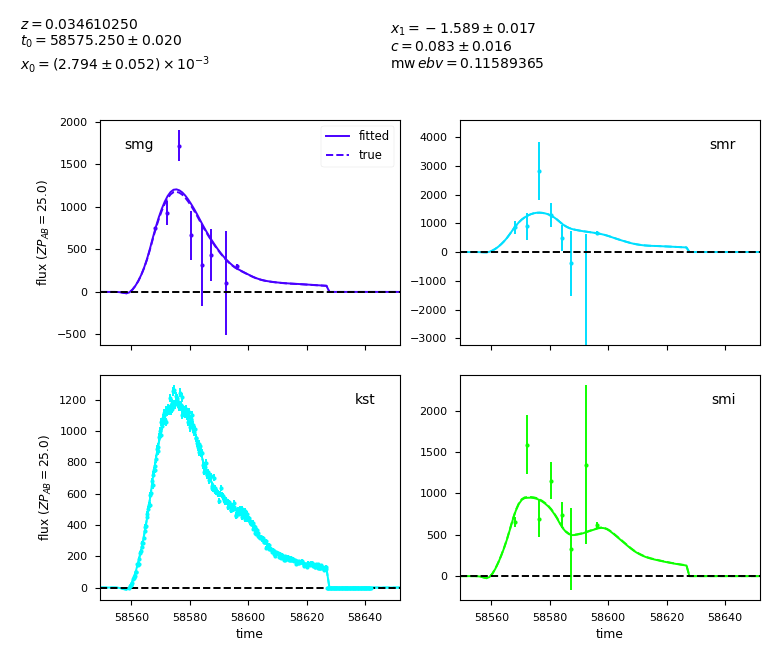 z = 0.034610250
t₀ = 58575.250 ± 0.020
x₀ = (2.794 ± 0.052) × 10⁻³
x₁ = −1.589 ± 0.017
c = 0.083 ± 0.016
mw ebv = 0.11589365
smg
fitted
true
2000
1500
1000
500
0
−500
flux (ZP_AB = 25.0)
smr
4000
3000
2000
1000
0
−1000
−2000
−3000
kst
1200
1000
800
600
400
200
0
flux (ZP_AB = 25.0)
58560 58580 58600 58620 58640
time
smi
2000
1500
1000
500
0
58560 58580 58600 58620 58640
time